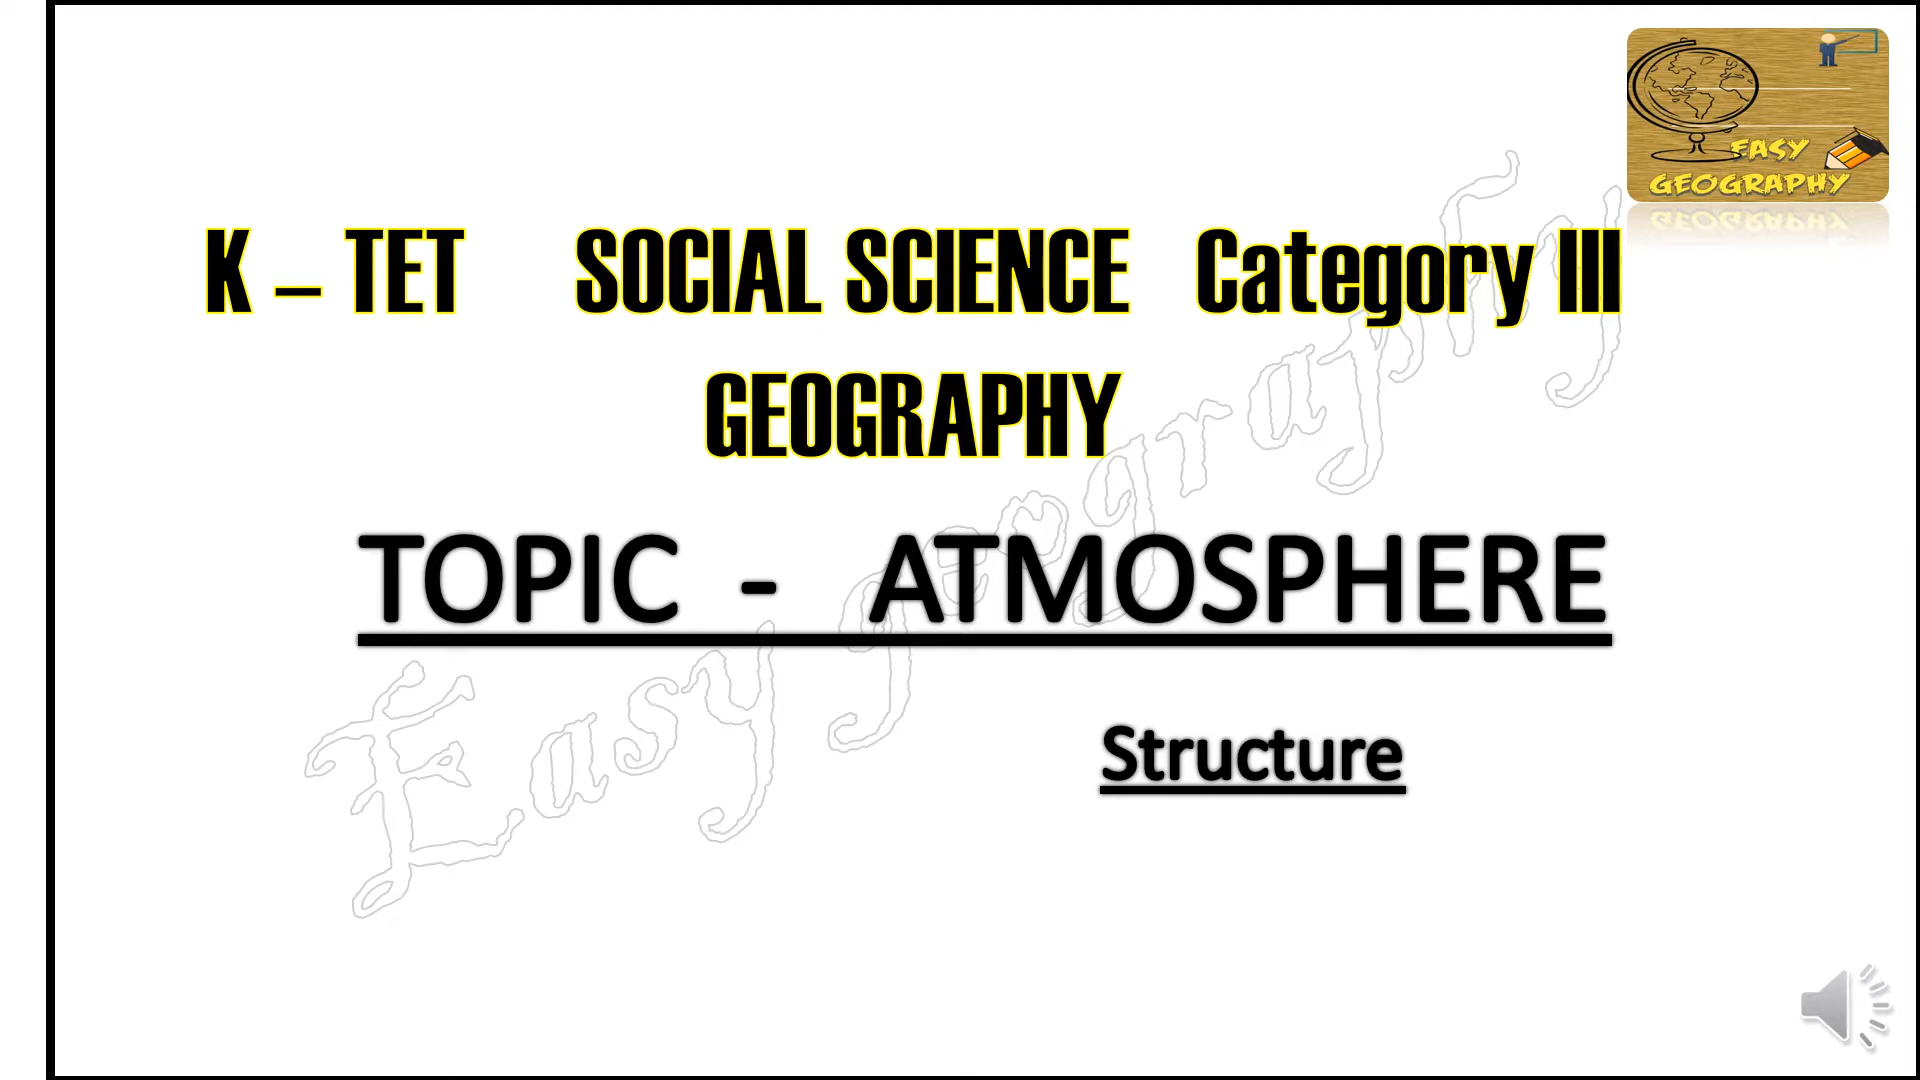 EASY
GEOGRAPHY
K – TET SOCIAL SCIENCE Category III
GEOGRAPHY
TOPIC - ATMOSPHERE
Structure
Easy geography